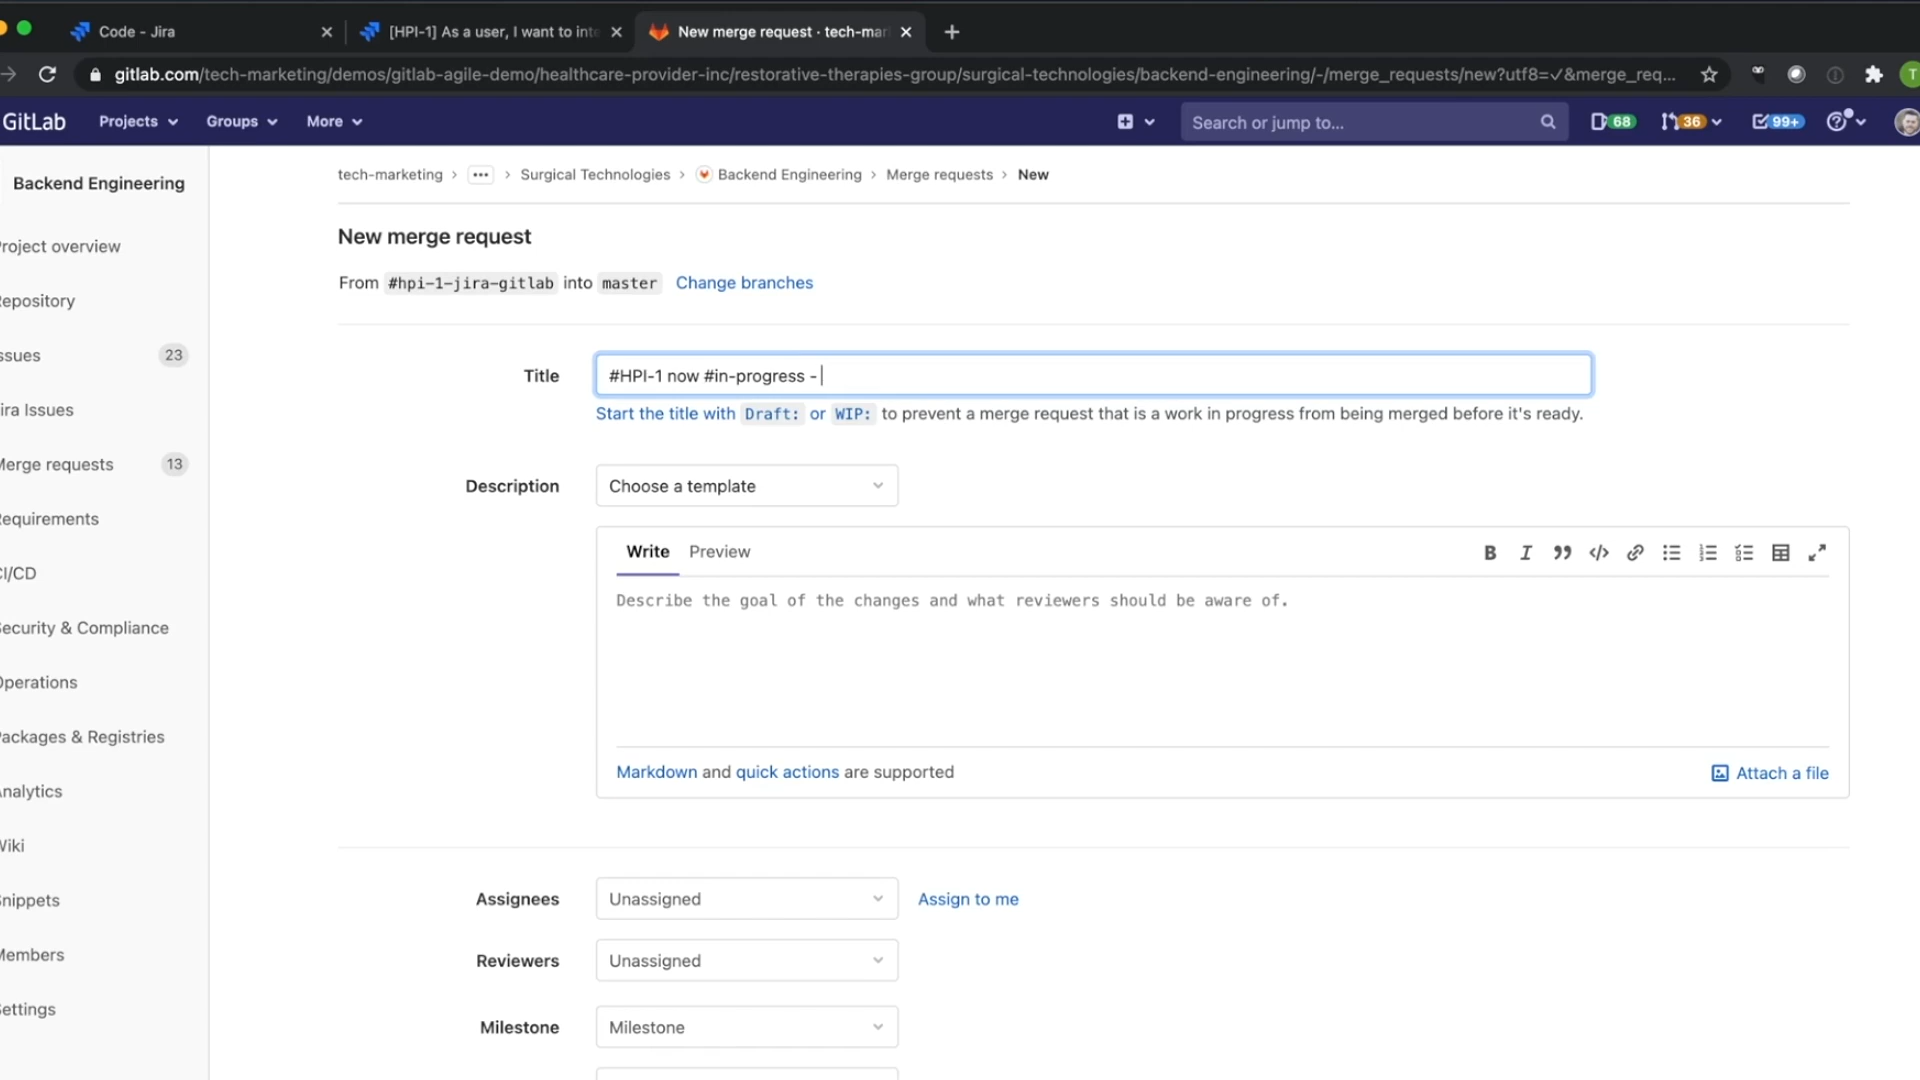 Code - Jira
[HPI-1] As a user, I want to inte
New merge request · tech-mar
gitlab.com/tech-marketing/demos/gitlab-agile-demo/healthcare-provider-inc/restorative-therapies-group/surgical-technologies/backend-engineering/-/merge_requests/new?utf8=✓&merge_req...
T
GitLab Projects Groups More Search or jump to... 68 36 99+
tech-marketing > ... > Surgical Technologies > Backend Engineering > Merge requests > New
Backend Engineering
roject overview
epository
ssues 23
ira Issues
Merge requests 13
equirements
CI/CD
ecurity & Compliance
Operations
ackages & Registries
nalytics
Wiki
nippets
Members
ettings
New merge request
From #hpi-1-jira-gitlab into master Change branches
Title #HPI-1 now #in-progress -
Start the title with Draft: or WIP: to prevent a merge request that is a work in progress from being merged before it's ready.
Description Choose a template
Write Preview
Describe the goal of the changes and what reviewers should be aware of.
Markdown and quick actions are supported Attach a file
Assignees Unassigned Assign to me
Reviewers Unassigned
Milestone Milestone